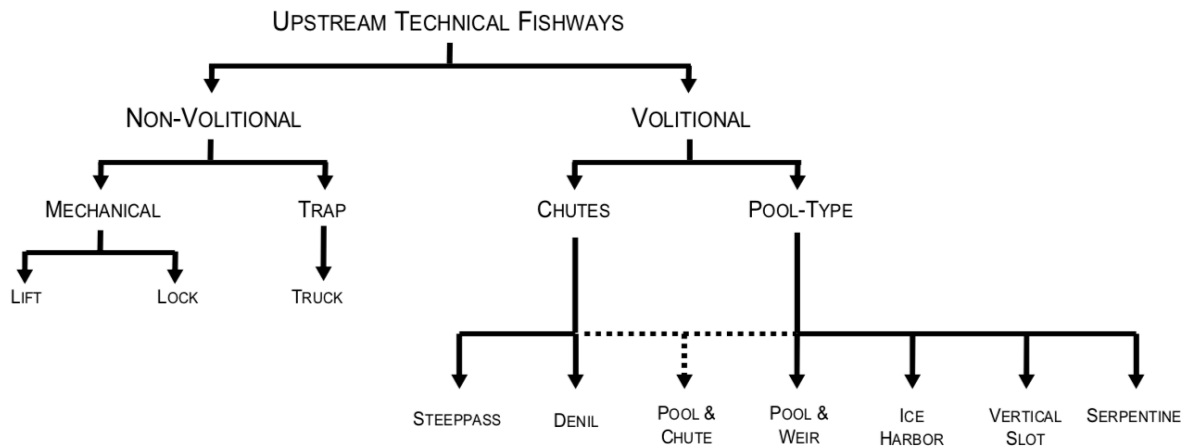 UPSTREAM TECHNICAL FISHWAYS
NON-VOLITIONAL
VOLITIONAL
MECHANICAL
TRAP
CHUTES
POOL-TYPE
LIFT
LOCK
TRUCK
STEEPPASS
DENIL
POOL &
CHUTE
POOL &
WEIR
ICE
HARBOR
VERTICAL
SLOT
SERPENTINE